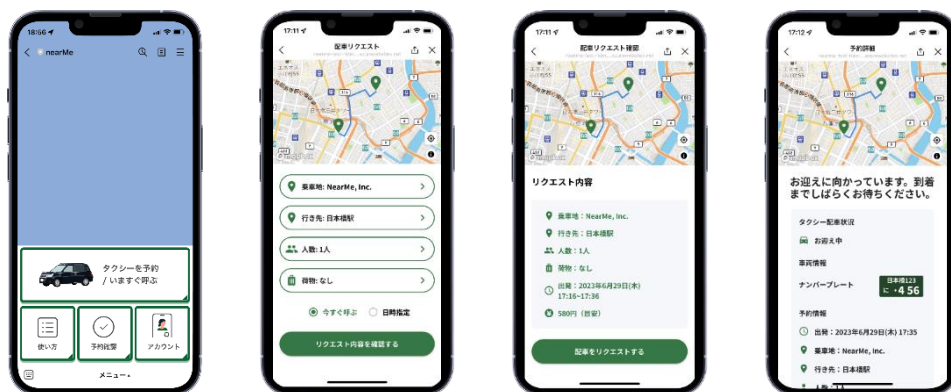 18:56
nearMe
タクシーを予約
/ いますぐ呼ぶ
使い方
予約確認
アカウント
メニュー
17:11
配車リクエスト
乗車地: NearMe, Inc.
行き先: 日本橋駅
人数: 1人
荷物: なし
今すぐ呼ぶ
日時指定
リクエスト内容を確認する
17:11
配車リクエスト確認
リクエスト内容
乗車地：NearMe, Inc.
行き先：日本橋駅
人数：1人
荷物：なし
出発：2023年6月29日(木)
17:16~17:36
580円（目安）
配車をリクエストする
17:12
予約詳細
お迎えに向かっています。到着
までしばらくお待ちください。
タクシー配車状況
お迎え中
車両情報
ナンバープレート
日本橋123
に ・4 56
予約情報
出発：2023年6月29日(木) 17:35
乗車地：NearMe, Inc.
行き先：日本橋駅